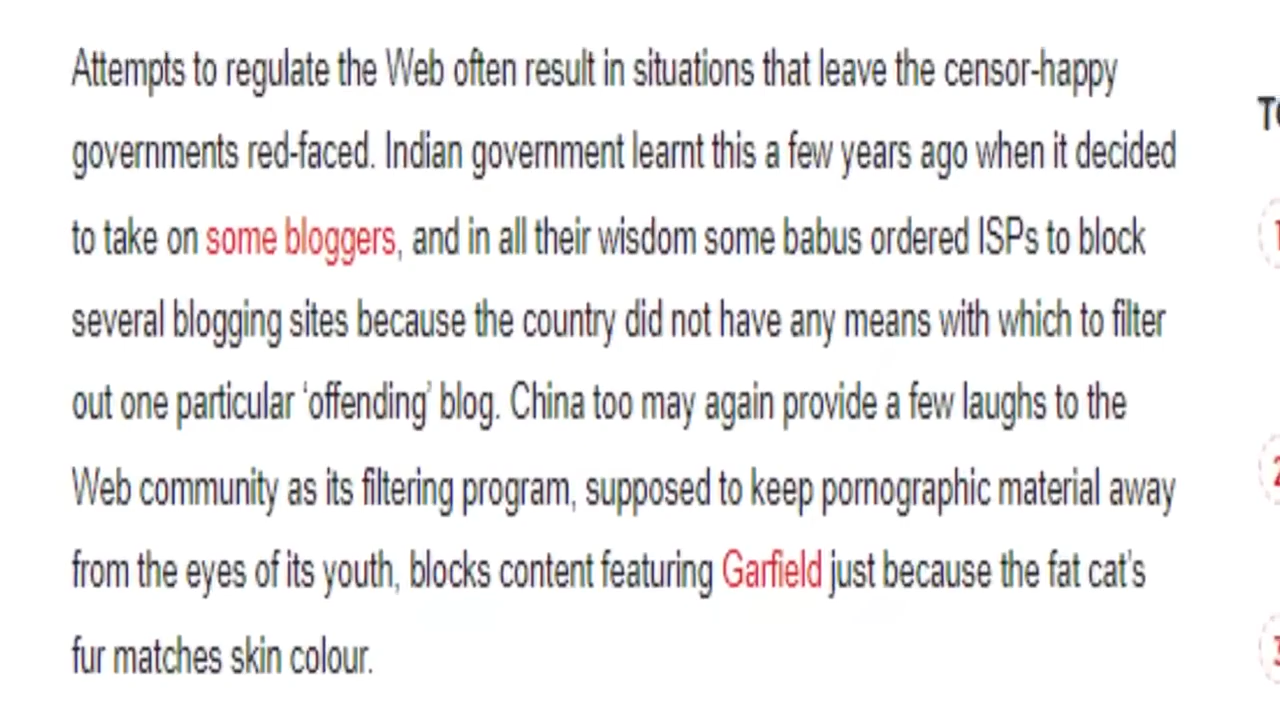 Attempts to regulate the Web often result in situations that leave the censor-happy
governments red-faced. Indian government learnt this a few years ago when it decided
to take on some bloggers, and in all their wisdom some babus ordered ISPs to block
several blogging sites because the country did not have any means with which to filter
out one particular ‘offending’ blog. China too may again provide a few laughs to the
Web community as its filtering program, supposed to keep pornographic material away
from the eyes of its youth, blocks content featuring Garfield just because the fat cat’s
fur matches skin colour.